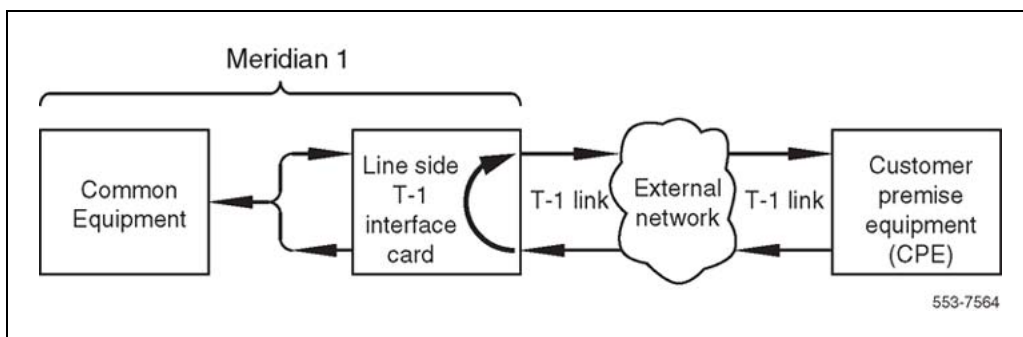 Meridian 1
Common
Equipment
Line side
T-1
interface
card
T-1 link
External
network
T-1 link
Customer
premise
equipment
(CPE)
553-7564